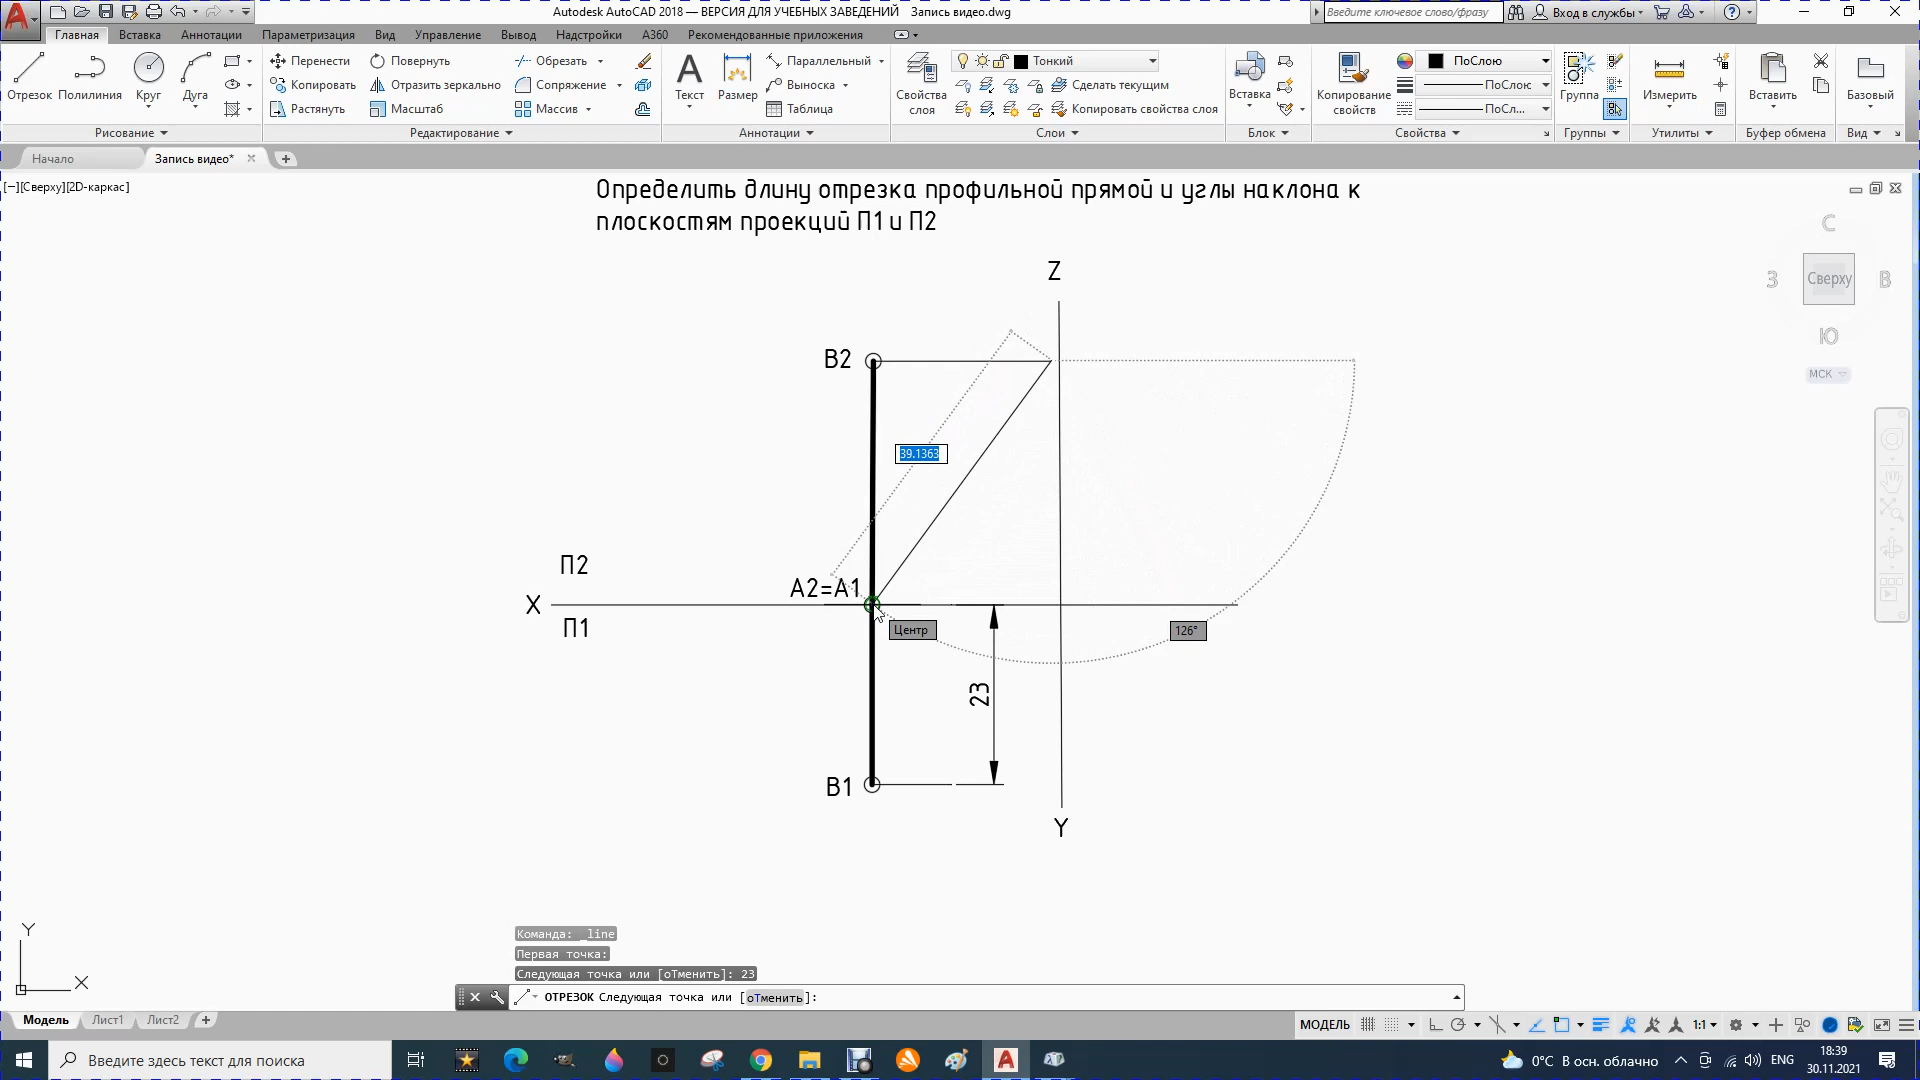 Autodesk AutoCAD 2018 — ВЕРСИЯ ДЛЯ УЧЕБНЫХ ЗАВЕДЕНИЙ Запись видео.dwg
Введите ключевое слово/фразу
Вход в службы
Главная Вставка Аннотации Параметризация Вид Управление Вывод Надстройки A360 Рекомендованные приложения
Отрезок Полилиния Круг Дуга
Перенести Повернуть Обрезать
Копировать Отразить зеркально Сопряжение
Растянуть Масштаб Массив
Текст Размер
Параллельный
Выноска
Таблица
Свойства слоя
Тонкий
Сделать текущим
Копировать свойства слоя
Вставка
Копирование свойств
ПоСлою
ПоСлою
ПоСл...
Группа
Измерить
Вставить
Базовый
Рисование Редактирование Аннотации Слои Блок Свойства Группы Утилиты Буфер обмена Вид
Начало Запись видео*
[−][Сверху][2D-каркас]
Определить длину отрезка профильной прямой и углы наклона к
плоскостям проекций П1 и П2
С
З Сверху В
Ю
МСК
Z
B2
39.1363
П2
A2=A1
X
П1
Центр
126°
23
B1
Y
Y
X
Команда: _line
Первая точка:
Следующая точка или [оТменить]: 23
ОТРЕЗОК Следующая точка или [оТменить]:
Модель Лист1 Лист2
МОДЕЛЬ 1:1
Введите здесь текст для поиска
0°C В осн. облачно
ENG
18:39
30.11.2021